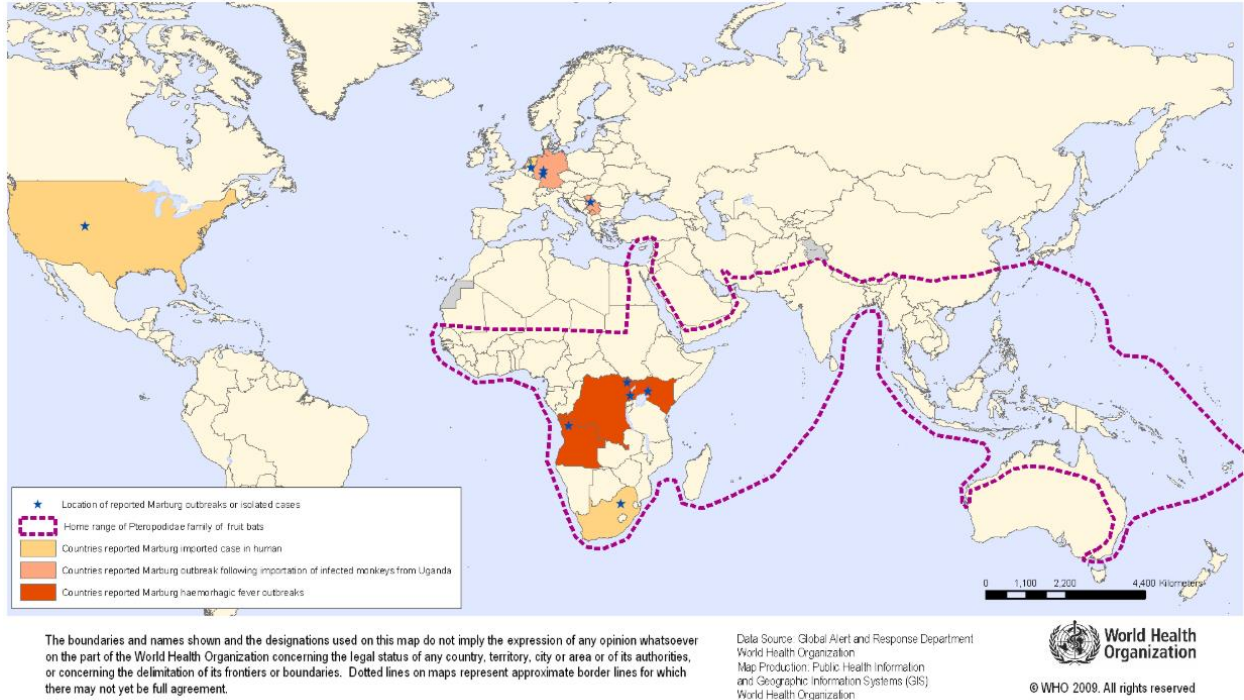 Location of reported Marburg outbreaks or isolated cases
Home range of Pteropodidae family of fruit bats
Countries reported Marburg imported case in human
Countries reported Marburg outbreak following importation of infected monkeys from Uganda
Countries reported Marburg haemorhagic fever outbreaks
0 1,100 2,200 4,400 Kilometers
The boundaries and names shown and the designations used on this map do not imply the expression of any opinion whatsoever
on the part of the World Health Organization concerning the legal status of any country, territory, city or area or of its authorities,
or concerning the delimitation of its frontiers or boundaries. Dotted lines on maps represent approximate border lines for which
there may not yet be full agreement.
Data Source: Global Alert and Response Department
World Health Organization
Map Production: Public Health Information
and Geographic Information Systems (GIS)
World Health Organization
World Health
Organization
© WHO 2009. All rights reserved